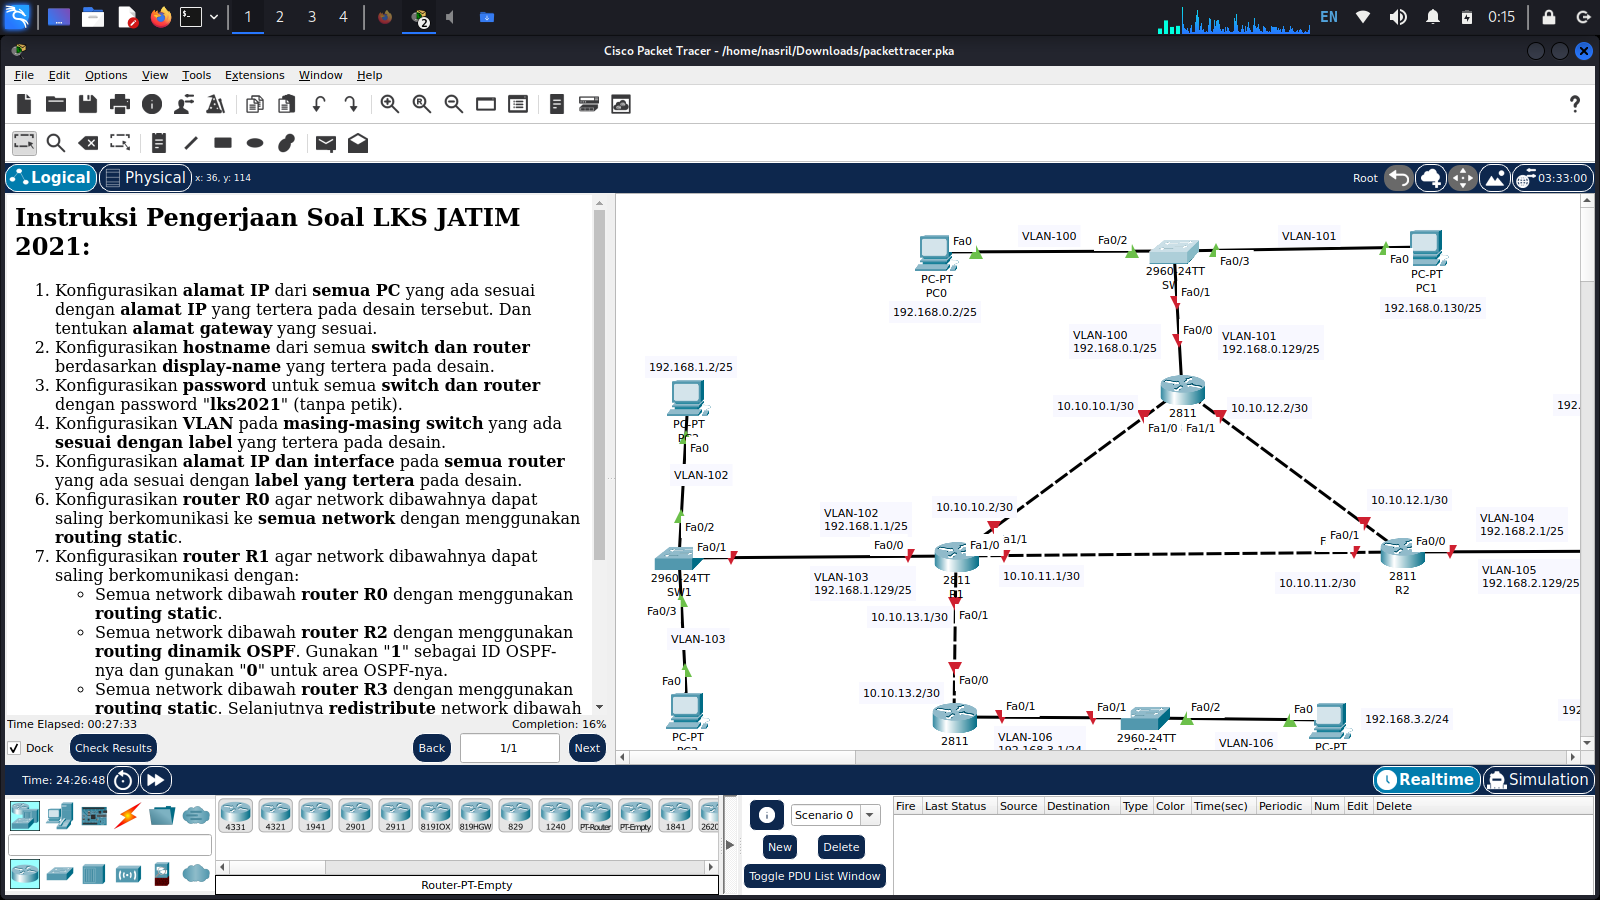 1
2
3
4
2
EN
0:15
Cisco Packet Tracer - /home/nasril/Downloads/packettracer.pka
File Edit Options View Tools Extensions Window Help
?
Logical
Physical
x: 36, y: 114
Root
03:33:00
Instruksi Pengerjaan Soal LKS JATIM
2021:
1. Konfigurasikan alamat IP dari semua PC yang ada sesuai
dengan alamat IP yang tertera pada desain tersebut. Dan
tentukan alamat gateway yang sesuai.
2. Konfigurasikan hostname dari semua switch dan router
berdasarkan display-name yang tertera pada desain.
3. Konfigurasikan password untuk semua switch dan router
dengan password "lks2021" (tanpa petik).
4. Konfigurasikan VLAN pada masing-masing switch yang ada
sesuai dengan label yang tertera pada desain.
5. Konfigurasikan alamat IP dan interface pada semua router
yang ada sesuai dengan label yang tertera pada desain.
6. Konfigurasikan router R0 agar network dibawahnya dapat
saling berkomunikasi ke semua network dengan menggunakan
routing static.
7. Konfigurasikan router R1 agar network dibawahnya dapat
saling berkomunikasi dengan:
Semua network dibawah router R0 dengan menggunakan
routing static.
Semua network dibawah router R2 dengan menggunakan
routing dinamik OSPF. Gunakan "1" sebagai ID OSPF-
nya dan gunakan "0" untuk area OSPF-nya.
Semua network dibawah router R3 dengan menggunakan
routing static. Selanjutnya redistribute network dibawah
Time Elapsed: 00:27:33
Completion: 16%
Dock
Check Results
Back
1/1
Next
Fa0
VLAN-100
Fa0/2
VLAN-101
Fa0/3
Fa0
PC-PT
PC0
192.168.0.2/25
2960-24TT
SW
Fa0/1
PC-PT
PC1
192.168.0.130/25
VLAN-100
192.168.0.1/25
Fa0/0
VLAN-101
192.168.0.129/25
192.168.1.2/25
10.10.10.1/30
2811
10.10.12.2/30
192.
Fa1/0
Fa1/1
PC-PT
Fa0
VLAN-102
Fa0/2
VLAN-102
192.168.1.1/25
10.10.10.2/30
10.10.12.1/30
VLAN-104
192.168.2.1/25
Fa0/1
Fa0/0
Fa1/0
a1/1
F
Fa0/1
Fa0/0
2960-24TT
SW1
VLAN-103
192.168.1.129/25
2811
R1
10.10.11.1/30
10.10.11.2/30
2811
R2
VLAN-105
192.168.2.129/25
Fa0/3
10.10.13.1/30
Fa0/1
VLAN-103
Fa0
10.10.13.2/30
Fa0/0
Fa0/1
Fa0/1
Fa0/2
Fa0
192.168.3.2/24
192
PC-PT
2811
VLAN-106
192.168.3.1/24
2960-24TT
VLAN-106
PC-PT
Time: 24:26:48
Realtime
Simulation
4331
4321
1941
2901
2911
819IOX
819HGW
829
1240
PT-Router
PT-Empty
1841
2620
Router-PT-Empty
Scenario 0
New
Delete
Toggle PDU List Window
Fire
Last Status
Source
Destination
Type
Color
Time(sec)
Periodic
Num
Edit
Delete